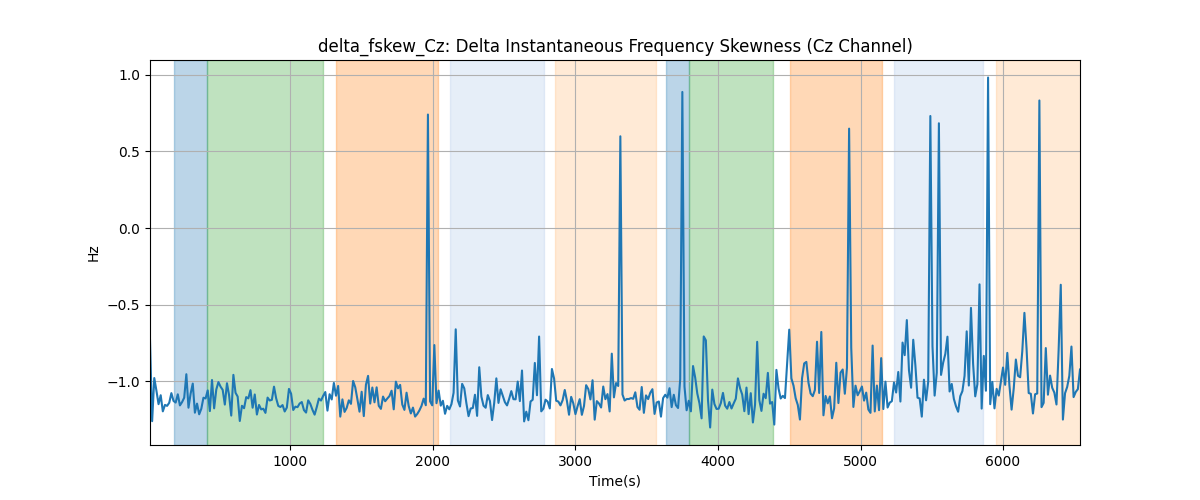 delta_fskew_Cz: Delta Instantaneous Frequency Skewness (Cz Channel)
1.0
0.5
0.0
−0.5
−1.0
Hz
1000 2000 3000 4000 5000 6000
Time(s)